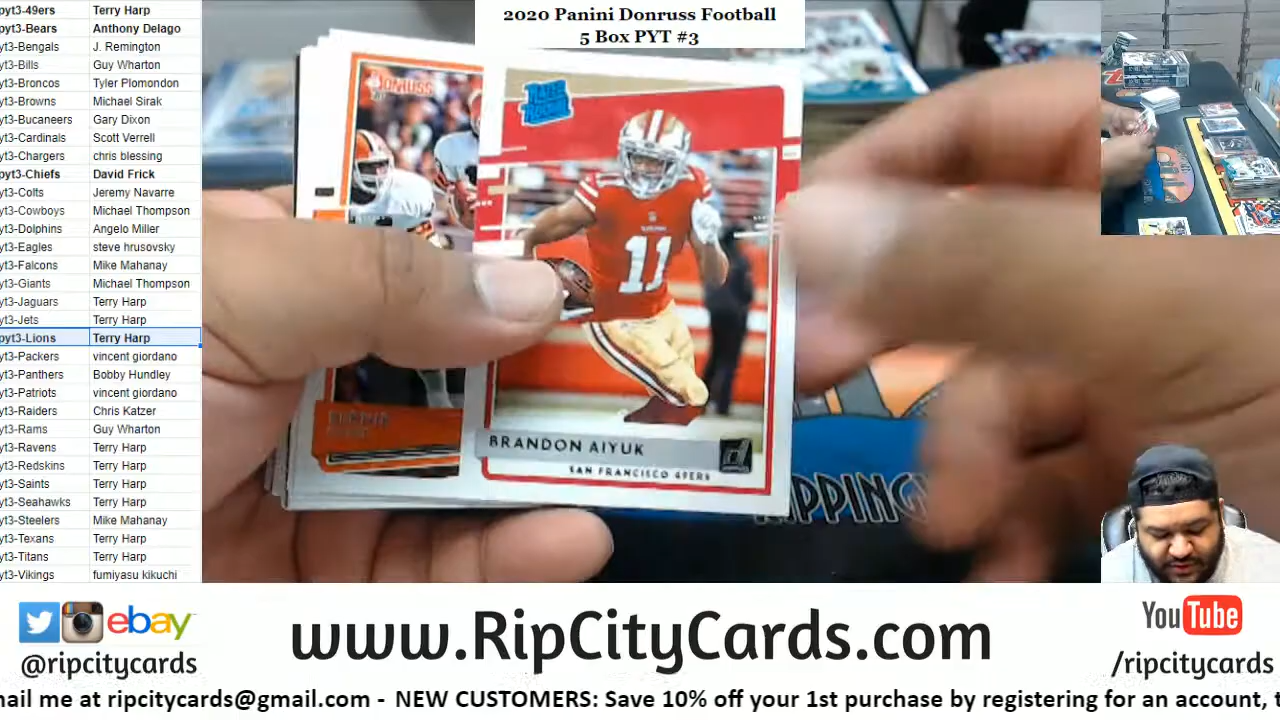 2020 Panini Donruss Football
5 Box PYT #3
pyt3-49ers Terry Harp
pyt3-Bears Anthony Delago
yt3-Bengals J. Remington
yt3-Bills Guy Wharton
yt3-Broncos Tyler Plomondon
yt3-Browns Michael Sirak
yt3-Bucaneers Gary Dixon
yt3-Cardinals Scott Verrell
yt3-Chargers chris blessing
pyt3-Chiefs David Frick
yt3-Colts Jeremy Navarre
yt3-Cowboys Michael Thompson
yt3-Dolphins Angelo Miller
yt3-Eagles steve hrusovsky
yt3-Falcons Mike Mahanay
yt3-Giants Michael Thompson
yt3-Jaguars Terry Harp
yt3-Jets Terry Harp
pyt3-Lions Terry Harp
yt3-Packers vincent giordano
yt3-Panthers Bobby Hundley
yt3-Patriots vincent giordano
yt3-Raiders Chris Katzer
yt3-Rams Guy Wharton
yt3-Ravens Terry Harp
yt3-Redskins Terry Harp
yt3-Saints Terry Harp
yt3-Seahawks Terry Harp
yt3-Steelers Mike Mahanay
yt3-Texans Terry Harp
yt3-Titans Terry Harp
yt3-Vikings fumiyasu kikuchi
DONRUSS
RATED ROOKIE
11
BRANDON AIYUK
SAN FRANCISCO 49ERS
RIPPING
ebay
@ripcitycards
www.RipCityCards.com
YouTube
/ripcitycards
mail me at ripcitycards@gmail.com - NEW CUSTOMERS: Save 10% off your 1st purchase by registering for an account, t